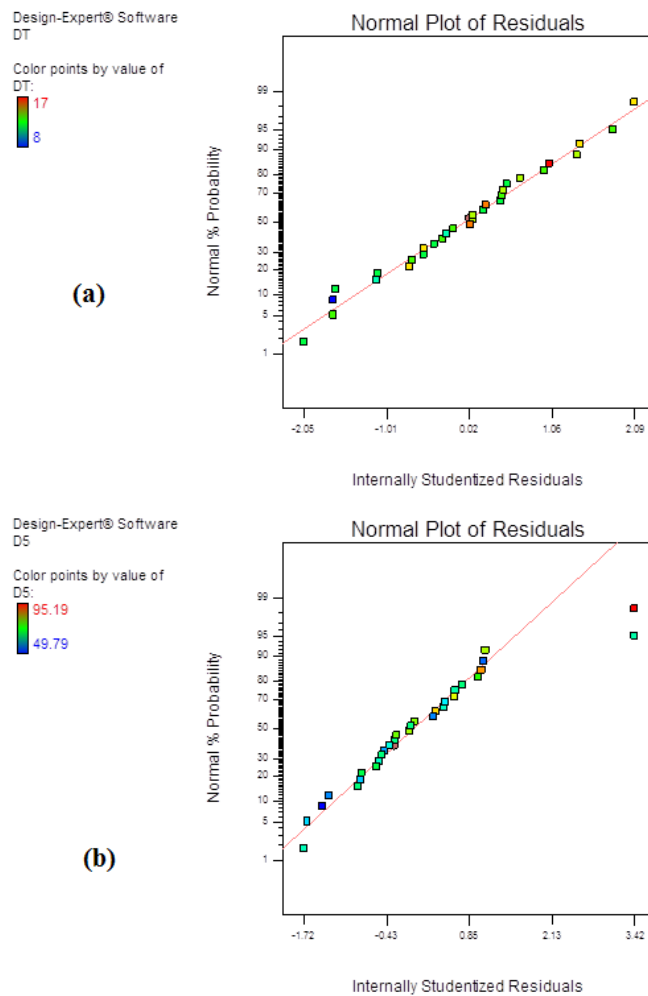 Design-Expert® Software
DT
Color points by value of
DT:
17
8
(a)
Normal Plot of Residuals
Normal % Probability
99
95
90
80
70
50
30
20
10
5
1
-2.05
-1.01
0.02
1.06
2.09
Internally Studentized Residuals
Design-Expert® Software
D5
Color points by value of
D5:
95.19
49.79
(b)
Normal Plot of Residuals
Normal % Probability
99
95
90
80
70
50
30
20
10
5
1
-1.72
-0.43
0.85
2.13
3.42
Internally Studentized Residuals